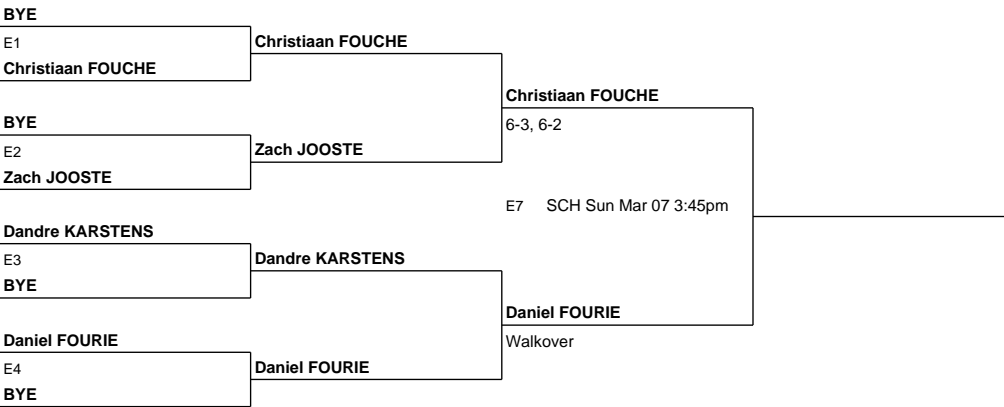 BYE
E1
Christiaan FOUCHE
Christiaan FOUCHE
BYE
E2
Zach JOOSTE
Zach JOOSTE
Christiaan FOUCHE
6-3, 6-2
E7 SCH Sun Mar 07 3:45pm
Dandre KARSTENS
E3
BYE
Dandre KARSTENS
Daniel FOURIE
E4
BYE
Daniel FOURIE
Daniel FOURIE
Walkover